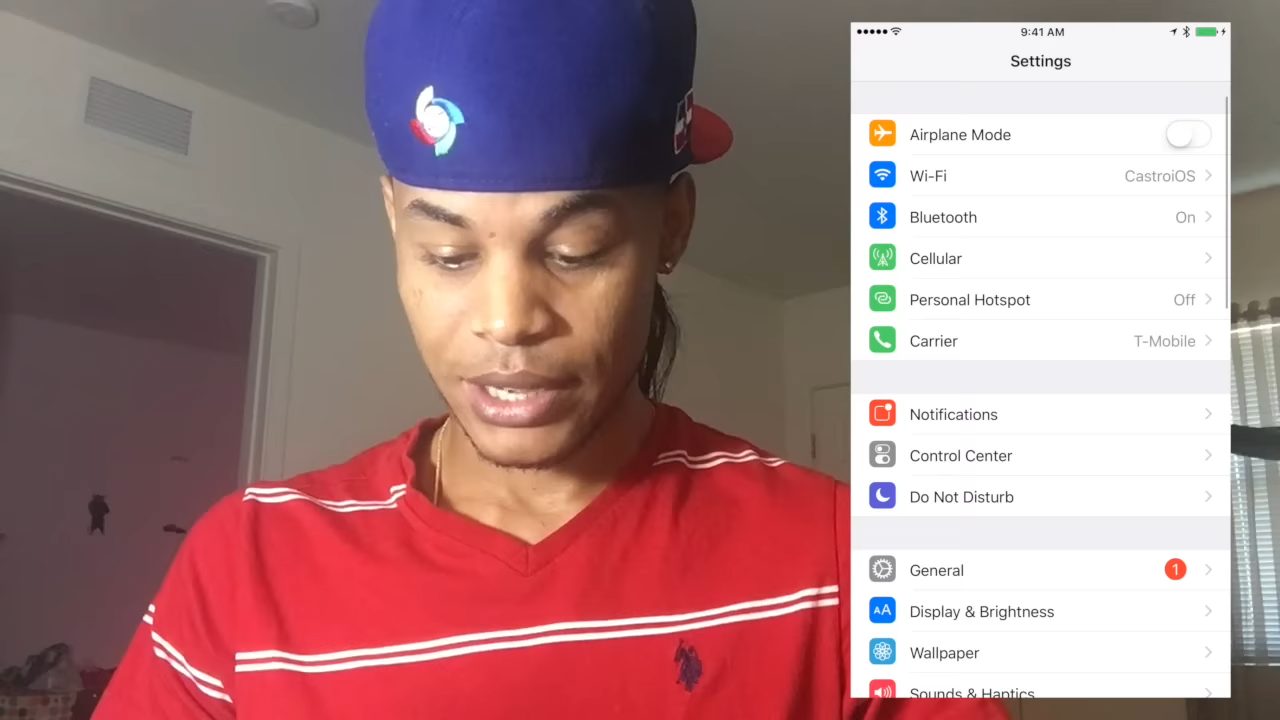 9:41 AM
Settings
Airplane Mode
Wi-Fi CastroiOS
Bluetooth On
Cellular
Personal Hotspot Off
Carrier T-Mobile
Notifications
Control Center
Do Not Disturb
General 1
AA Display & Brightness
Wallpaper
Sounds & Haptics